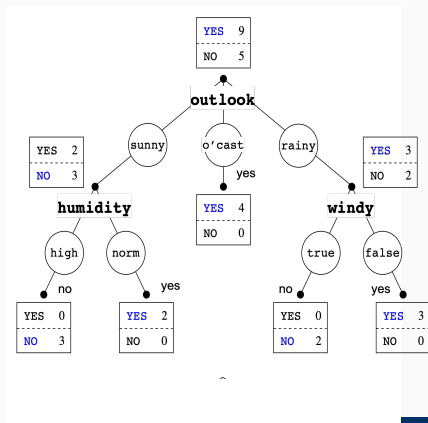 YES 9
NO 5
outlook
sunny
o'cast
rainy
YES 2
NO 3
yes
YES 3
NO 2
humidity
YES 4
NO 0
windy
high
norm
true
false
no
yes
no
yes
YES 0
NO 3
YES 2
NO 0
YES 0
NO 2
YES 3
NO 0